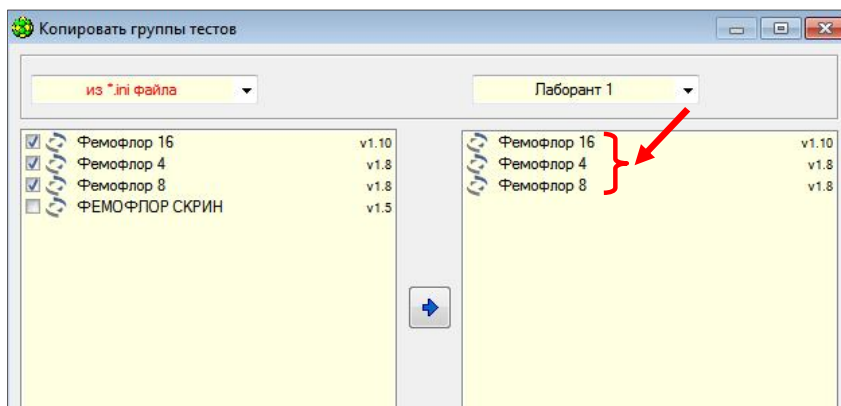 Копировать группы тестов
из *.ini файла
Лаборант 1
Фемофлор 16 v1.10
Фемофлор 4 v1.8
Фемофлор 8 v1.8
ФЕМОФЛОР СКРИН v1.5
Фемофлор 16 v1.10
Фемофлор 4 v1.8
Фемофлор 8 v1.8